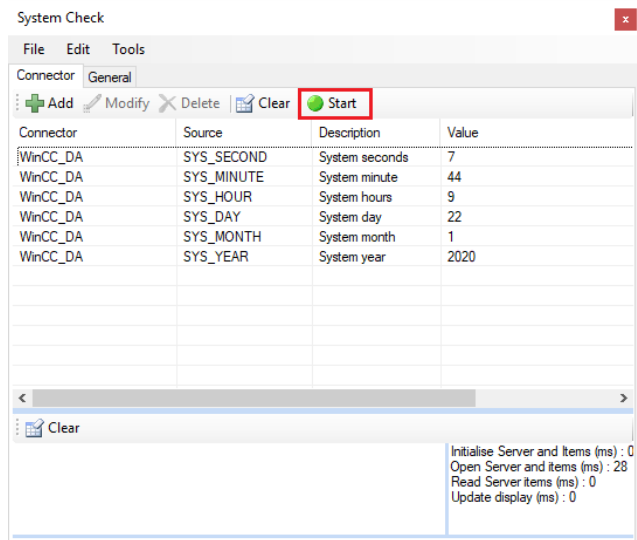 System Check x
File Edit Tools
Connector General
Add Modify Delete Clear Start
Connector Source Description Value
WinCC_DA SYS_SECOND System seconds 7
WinCC_DA SYS_MINUTE System minute 44
WinCC_DA SYS_HOUR System hours 9
WinCC_DA SYS_DAY System day 22
WinCC_DA SYS_MONTH System month 1
WinCC_DA SYS_YEAR System year 2020
Clear
Initialise Server and Items (ms) : 0
Open Server and items (ms) : 28
Read Server items (ms) : 0
Update display (ms) : 0